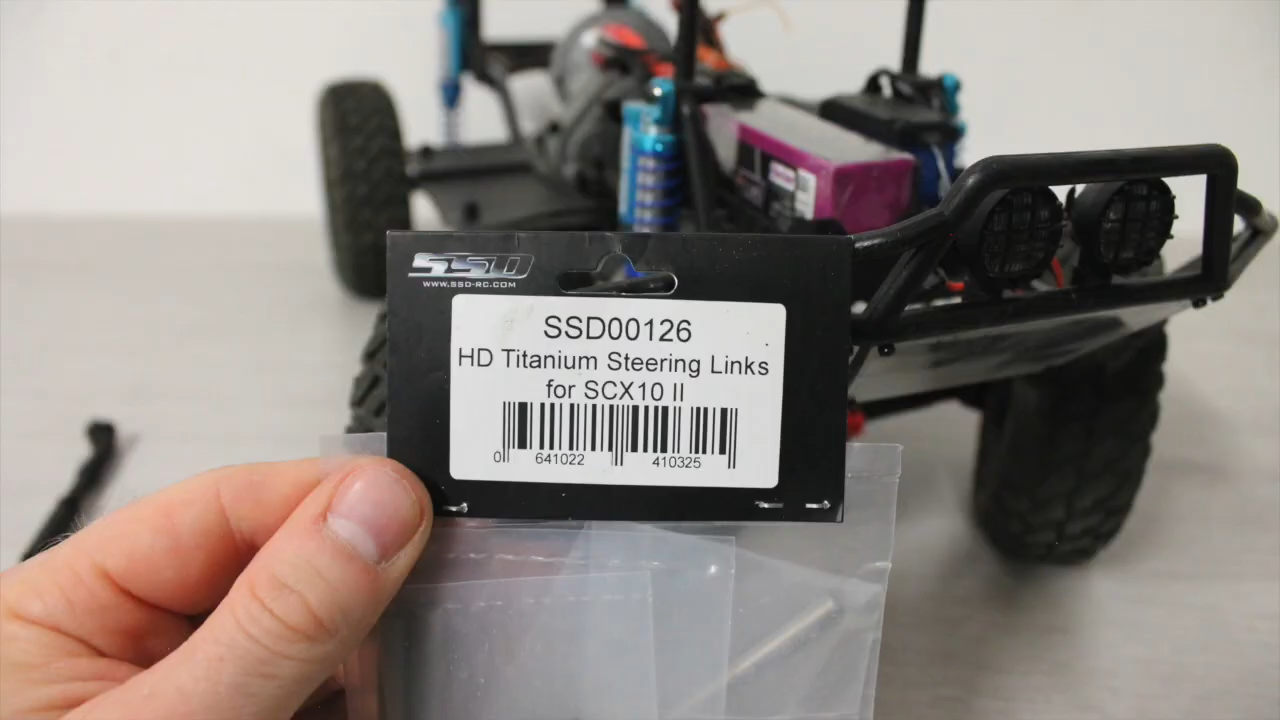 SSD
WWW.SSD-RC.COM
SSD00126
HD Titanium Steering Links
for SCX10 II
0 641022 410325